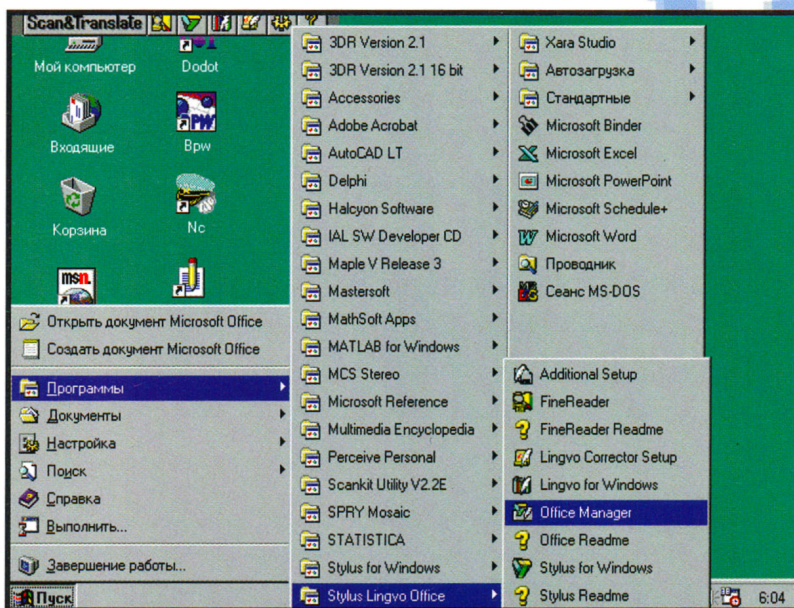 Scan&Translate
Мой компьютер
Dodot
Входящие
Bpw
Корзина
Nc
msn.
Открыть документ Microsoft Office
Создать документ Microsoft Office
Программы
Документы
Настройка
Поиск
Справка
Выполнить...
Завершение работы...
Пуск
3DR Version 2.1
3DR Version 2.1 16 bit
Accessories
Adobe Acrobat
AutoCAD LT
Delphi
Halcyon Software
IAL SW Developer CD
Maple V Release 3
Mastersoft
MathSoft Apps
MATLAB for Windows
MCS Stereo
Microsoft Reference
Multimedia Encyclopedia
Perceive Personal
Scankit Utility V2.2E
SPRY Mosaic
STATISTICA
Stylus for Windows
Stylus Lingvo Office
Xara Studio
Автозагрузка
Стандартные
Microsoft Binder
Microsoft Excel
Microsoft PowerPoint
Microsoft Schedule+
Microsoft Word
Проводник
Сеанс MS-DOS
Additional Setup
FineReader
FineReader Readme
Lingvo Corrector Setup
Lingvo for Windows
Office Manager
Office Readme
Stylus for Windows
Stylus Readme
6:04